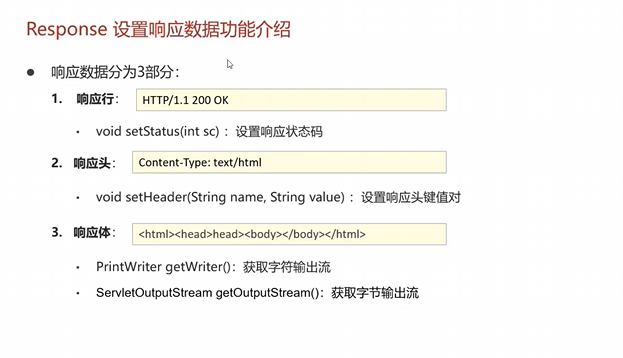 Response 设置响应数据功能介绍
● 响应数据分为3部分：
1. 响应行： HTTP/1.1 200 OK
• void setStatus(int sc) ：设置响应状态码
2. 响应头： Content-Type: text/html
• void setHeader(String name, String value) ：设置响应头键值对
3. 响应体： <html><head>head><body></body></html>
• PrintWriter getWriter()：获取字符输出流
• ServletOutputStream getOutputStream()：获取字节输出流